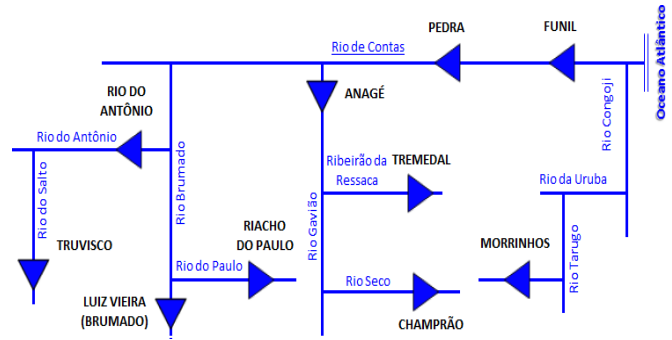 PEDRA
FUNIL
Rio de Contas
Oceano Atlântico
RIO DO
ANTÔNIO
ANAGÉ
Rio Congoji
Rio do Antônio
Rio do Salto
Rio Brumado
Ribeirão da
Ressaca
TREMEDAL
Rio da Uruba
Rio Gavião
TRUVISCO
RIACHO
DO PAULO
MORRINHOS
Rio Tarugo
Rio do Paulo
LUIZ VIEIRA
(BRUMADO)
Rio Seco
CHAMPRÃO